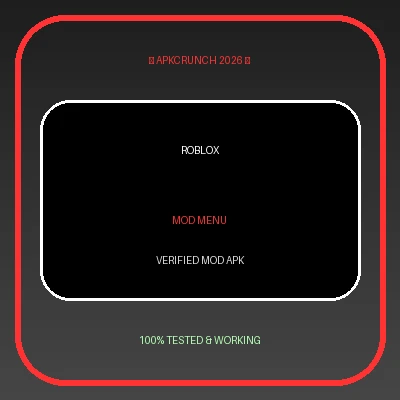 APKCRUNCH 2026
ROBLOX
MOD MENU
VERIFIED MOD APK
100% TESTED & WORKING